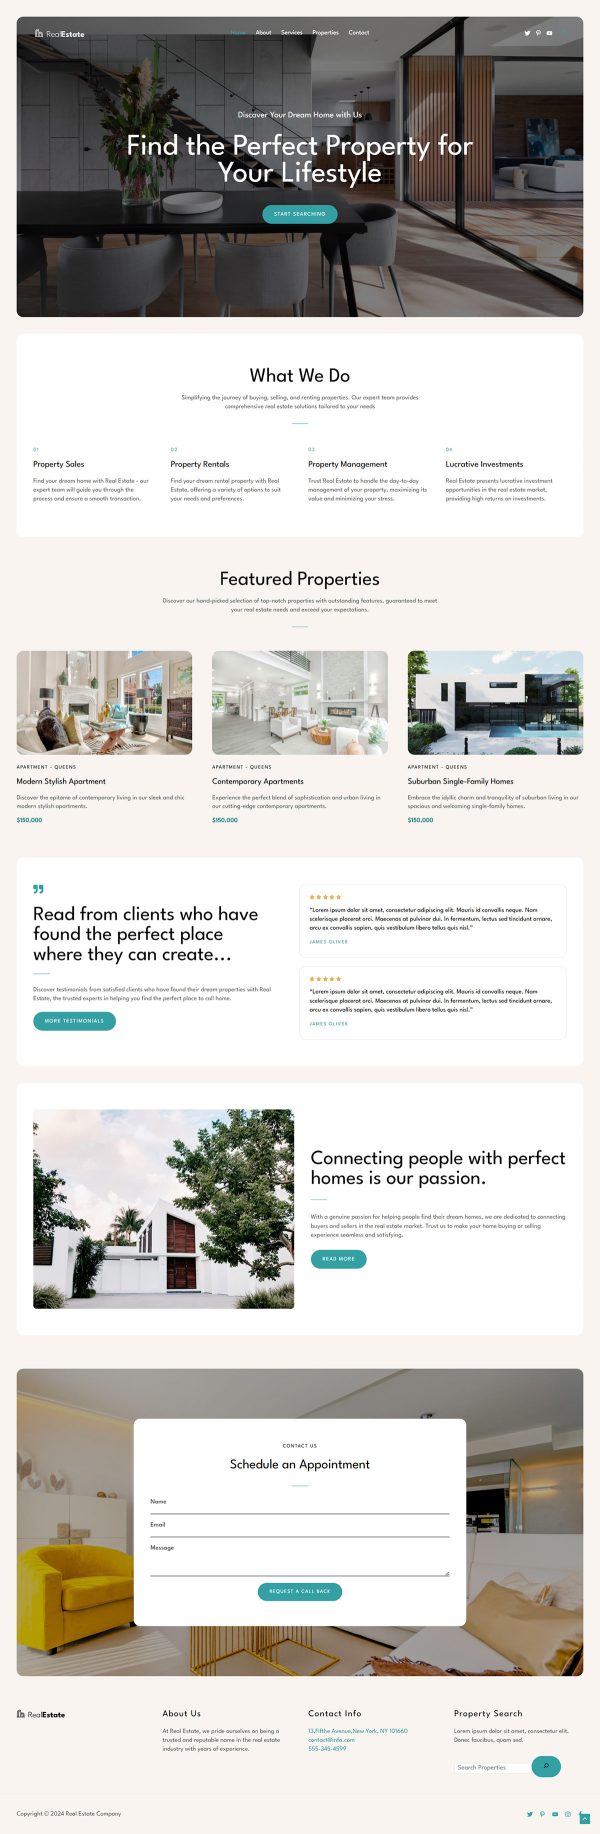 RealEstate
Home About Services Properties Contact
Discover Your Dream Home with Us
Find the Perfect Property for
Your Lifestyle
START SEARCHING
What We Do
Simplifying the journey of buying, selling, and renting properties. Our expert team provides
comprehensive real estate solutions tailored to your needs
01
Property Sales
Find your dream home with Real Estate - our
expert team will guide you through the
process and ensure a smooth transaction.
02
Property Rentals
Find your dream rental property with Real
Estate, offering a variety of options to suit
your needs and preferences.
03
Property Management
Trust Real Estate to handle the day-to-day
management of your property, maximizing its
value and minimizing your stress.
04
Lucrative Investments
Real Estate presents lucrative investment
opportunities in the real estate market,
providing high returns on investments.
Featured Properties
Discover our hand-picked selection of top-notch properties with outstanding features, guaranteed to meet
your real estate needs and exceed your expectations.
APARTMENT - QUEENS
Modern Stylish Apartment
Discover the epitome of contemporary living in our sleek and chic
modern stylish apartments.
$150,000
APARTMENT - QUEENS
Contemporary Apartments
Experience the perfect blend of sophistication and urban living in
our cutting-edge contemporary apartments.
$150,000
APARTMENT - QUEENS
Suburban Single-Family Homes
Embrace the idyllic charm and tranquility of suburban living in our
spacious and welcoming single-family homes.
$150,000
Read from clients who have
found the perfect place
where they can create...
Discover testimonials from satisfied clients who have found their dream properties with Real
Estate, the trusted experts in helping you find the perfect place to call home.
MORE TESTIMONIALS
"Lorem ipsum dolor sit amet, consectetur adipiscing elit. Mauris id convallis neque. Nam
scelerisque placerat orci. Maecenas at pulvinar dui. In fermentum, lectus sed tincidunt ornare,
arcu ex convallis sapien, quis vestibulum libero tellus quis nisl."
JAMES OLIVER
"Lorem ipsum dolor sit amet, consectetur adipiscing elit. Mauris id convallis neque. Nam
scelerisque placerat orci. Maecenas at pulvinar dui. In fermentum, lectus sed tincidunt ornare,
arcu ex convallis sapien, quis vestibulum libero tellus quis nisl."
JAMES OLIVER
Connecting people with perfect
homes is our passion.
With a genuine passion for helping people find their dream homes, we are dedicated to connecting
buyers and sellers in the real estate market. Trust us to make your home buying or selling
experience seamless and satisfying.
READ MORE
CONTACT US
Schedule an Appointment
Name
Email
Message
REQUEST A CALL BACK
RealEstate
About Us
At Real Estate, we pride ourselves on being a
trusted and reputable name in the real estate
industry with years of experience.
Contact Info
13,Fifthe Avenue,New York, NY 101660
contact@info.com
555-345-4599
Property Search
Lorem ipsum dolor sit amet, consectetur elit.
Donec faucibus, quam sed.
Search Properties
Copyright © 2024 Real Estate Company